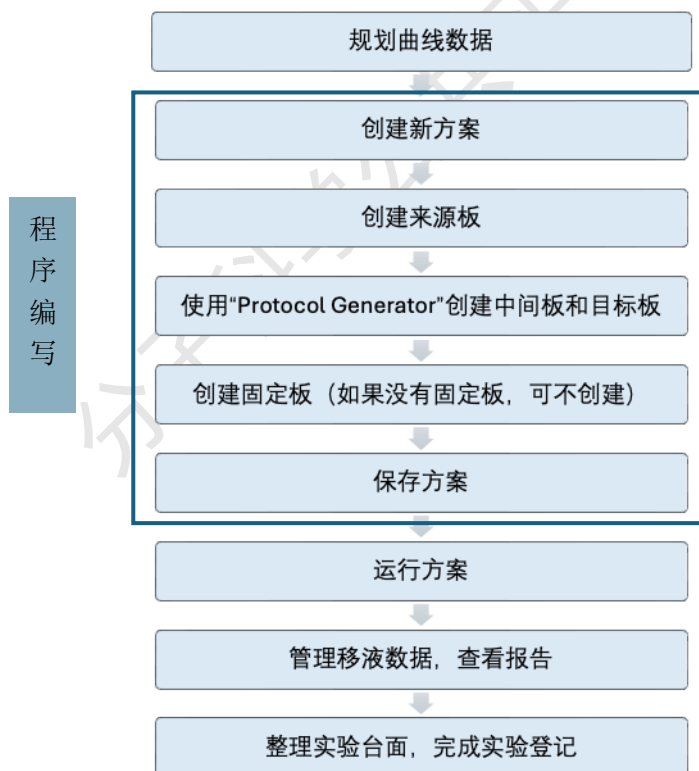 规划曲线数据
创建新方案
创建来源板
使用“Protocol Generator”创建中间板和目标板
创建固定板（如果没有固定板，可不创建）
保存方案
运行方案
管理移液数据，查看报告
整理实验台面，完成实验登记
程
序
编
写